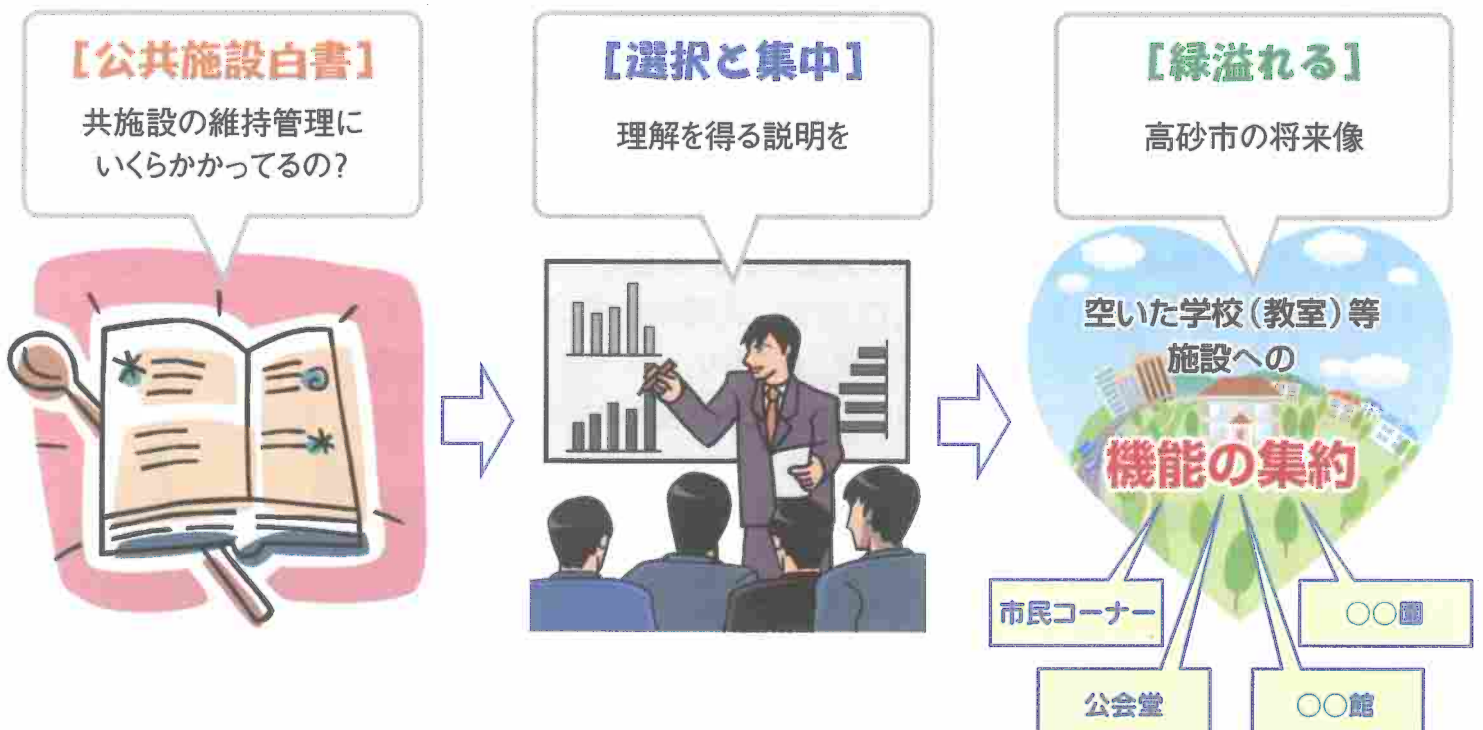 【公共施設白書】
共施設の維持管理に
いくらかかってるの?
【選択と集中】
理解を得る説明を
【緑溢れる】
高砂市の将来像
空いた学校(教室)等
施設への
機能の集約
市民コーナー
○○園
公会堂
○○館